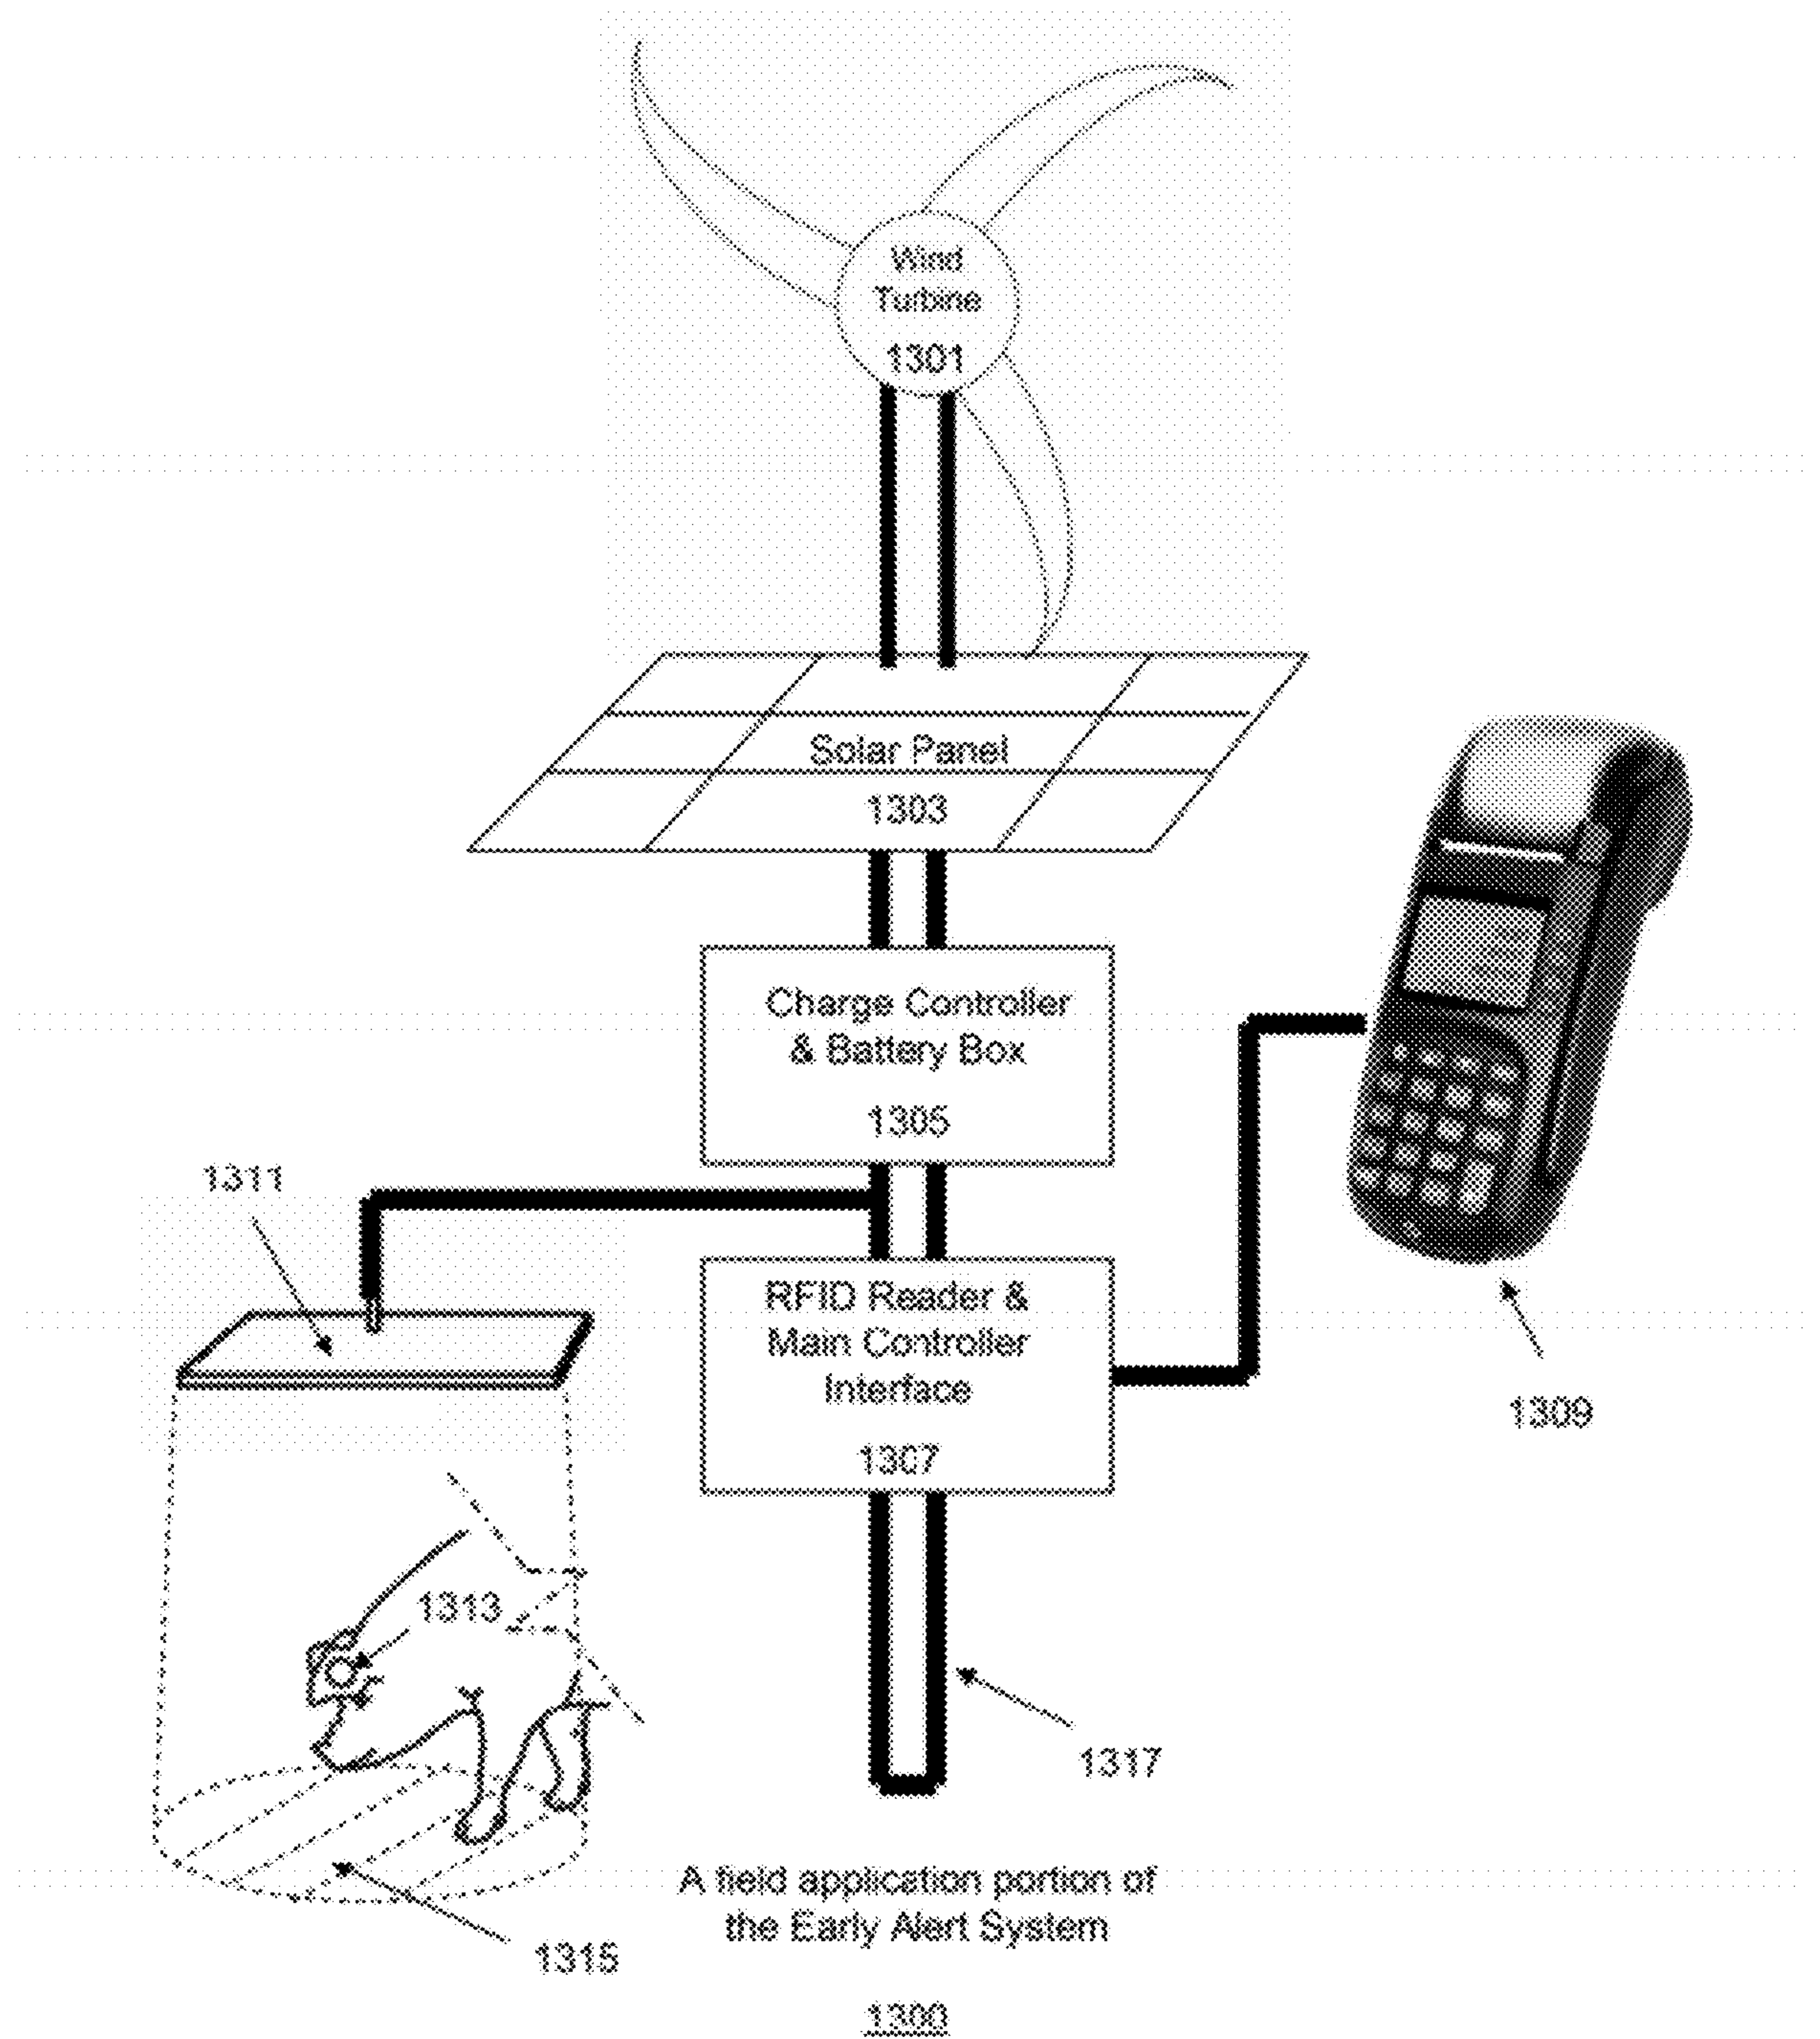 Wind
Turbine
1301
Solar Panel
1303
Charge Controller
& Battery Box
1305
1311
RFID Reader &
Main Controller
Interface
1307
1309
1313
1317
1315
A field application portion of
the Early Alert System
1300